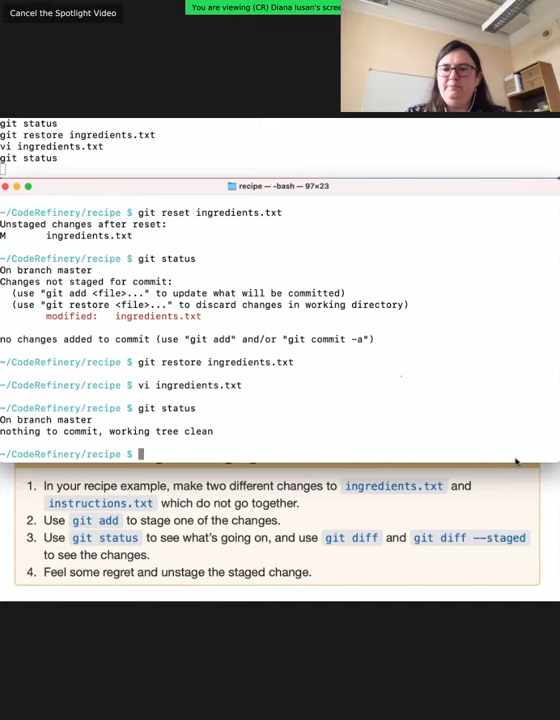 Cancel the Spotlight Video
You are viewing (CR) Diana Iusan's scree
git status
git restore ingredients.txt
vi ingredients.txt
git status
recipe — -bash — 97×23
~/CodeRefinery/recipe $ git reset ingredients.txt
Unstaged changes after reset:
M ingredients.txt
~/CodeRefinery/recipe $ git status
On branch master
Changes not staged for commit:
(use "git add <file>..." to update what will be committed)
(use "git restore <file>..." to discard changes in working directory)
modified: ingredients.txt
no changes added to commit (use "git add" and/or "git commit -a")
~/CodeRefinery/recipe $ git restore ingredients.txt
~/CodeRefinery/recipe $ vi ingredients.txt
~/CodeRefinery/recipe $ git status
On branch master
nothing to commit, working tree clean
~/CodeRefinery/recipe $
1. In your recipe example, make two different changes to ingredients.txt and
instructions.txt which do not go together.
2. Use git add to stage one of the changes.
3. Use git status to see what's going on, and use git diff and git diff --staged
to see the changes.
4. Feel some regret and unstage the staged change.